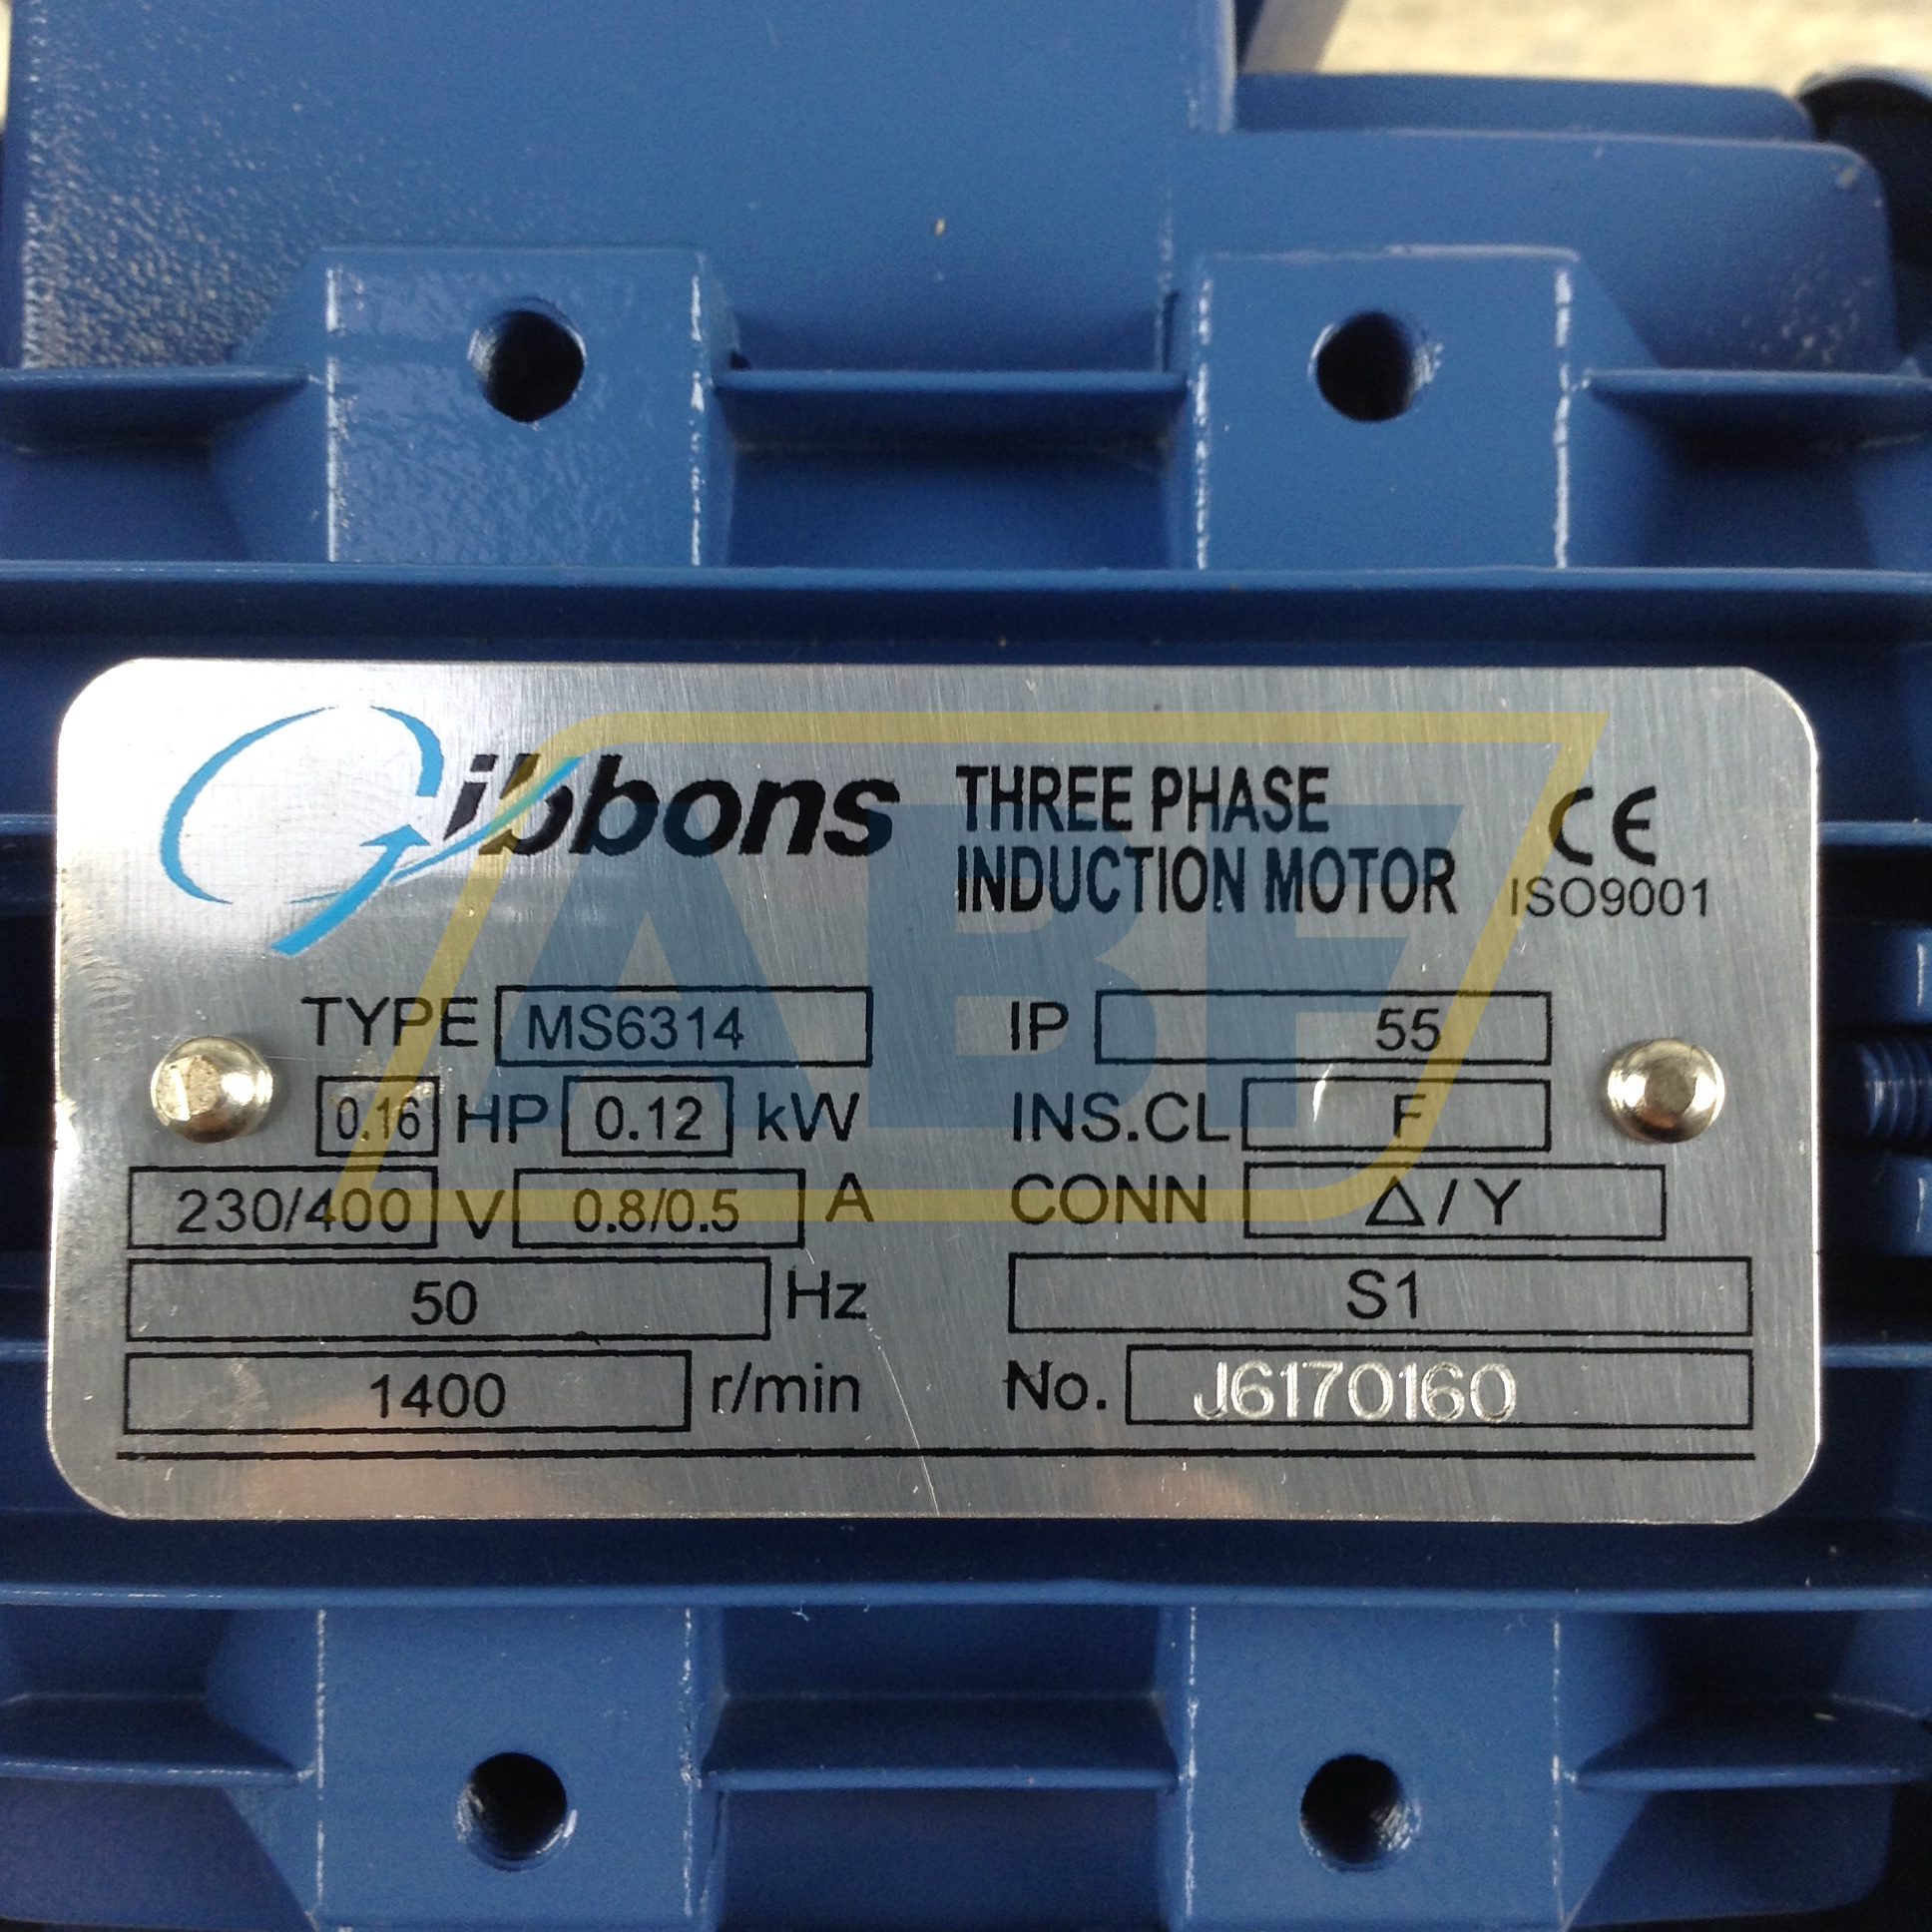 Gibbons
THREE PHASE
INDUCTION MOTOR
CE
ISO9001
TYPE MS6314
IP 55
0.16 HP 0.12 kW
INS.CL F
230/400 V 0.8/0.5 A
CONN △/Y
50 Hz
S1
1400 r/min
No. J6170160
ABF